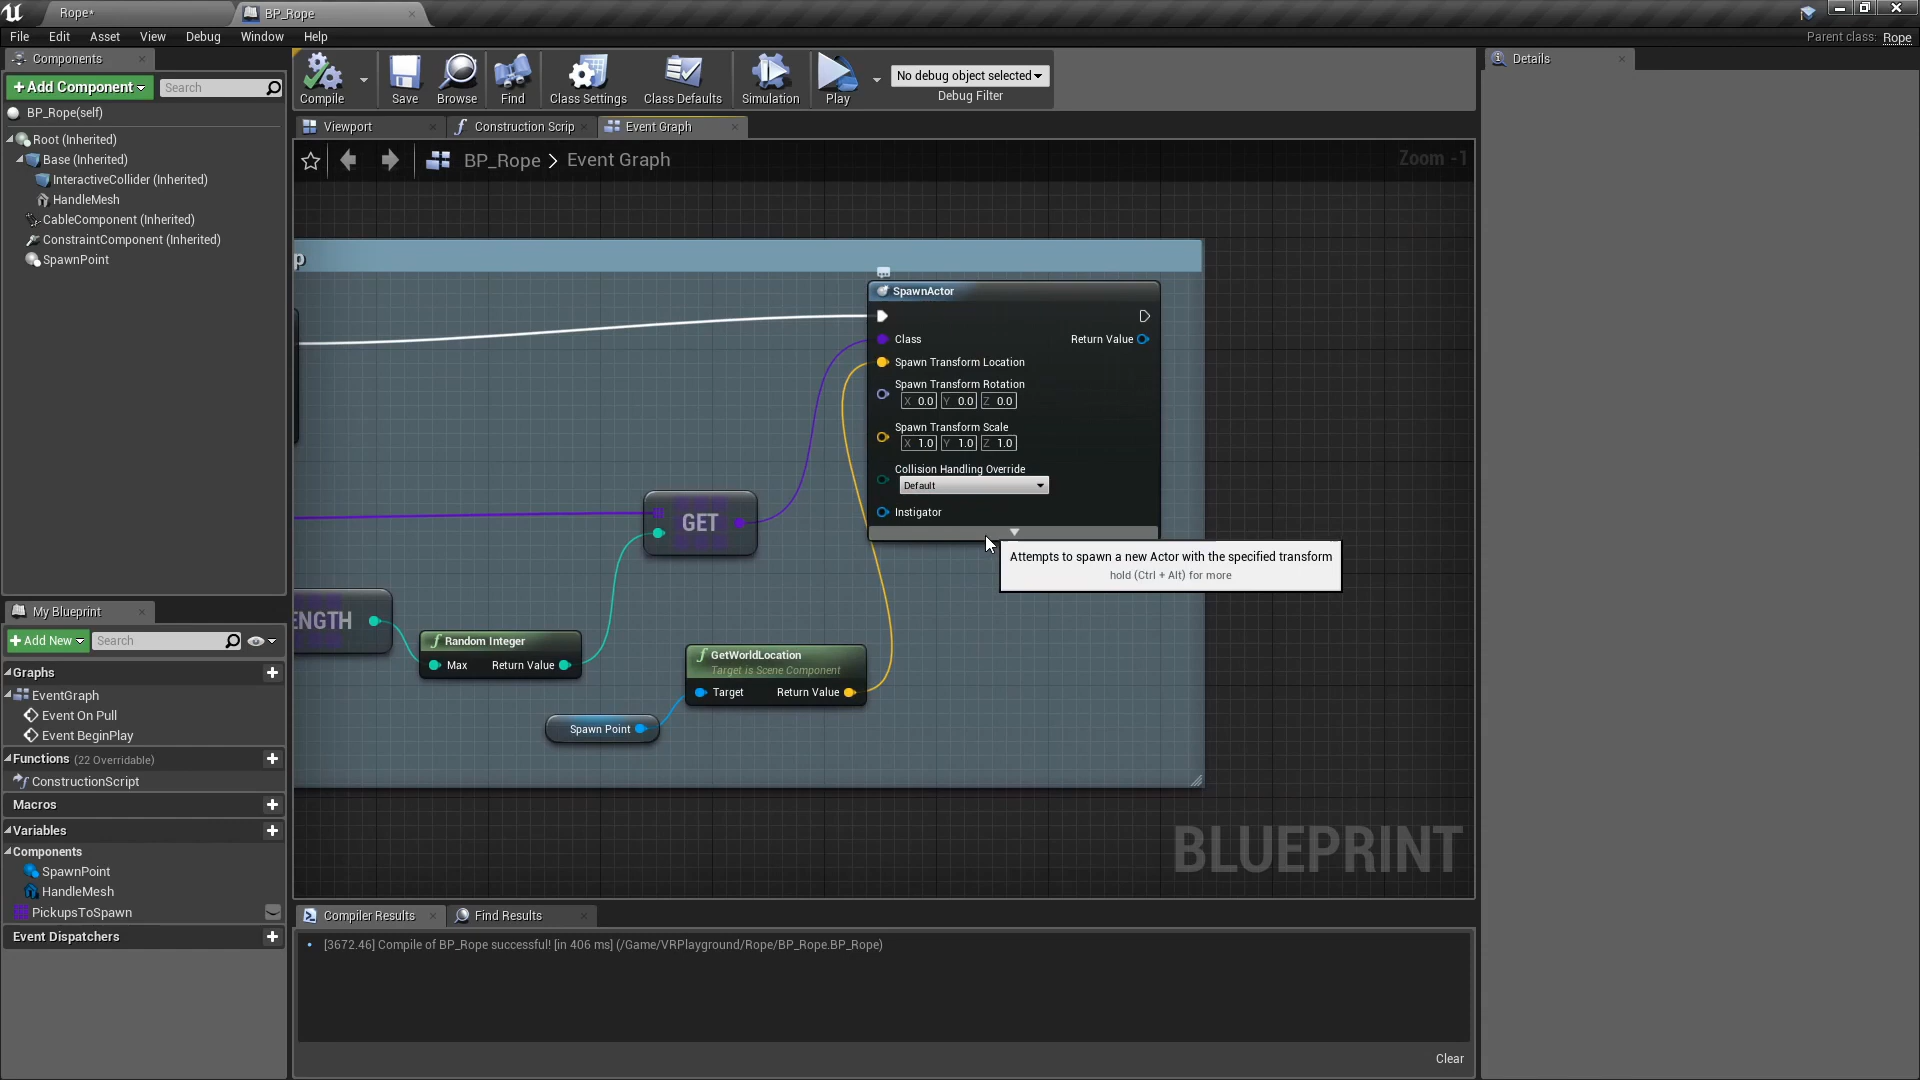 Rope*
BP_Rope
File Edit Asset View Debug Window Help
Parent class: Rope
Components
+Add Component
Search
BP_Rope(self)
Root (Inherited)
Base (Inherited)
InteractiveCollider (Inherited)
HandleMesh
CableComponent (Inherited)
ConstraintComponent (Inherited)
SpawnPoint
Compile
Save
Browse
Find
Class Settings
Class Defaults
Simulation
Play
No debug object selected
Debug Filter
Viewport
Construction Scrip
Event Graph
BP_Rope > Event Graph
Zoom -1
p
SpawnActor
Class
Return Value
Spawn Transform Location
Spawn Transform Rotation
X 0.0 Y 0.0 Z 0.0
Spawn Transform Scale
X 1.0 Y 1.0 Z 1.0
Collision Handling Override
Default
Instigator
Attempts to spawn a new Actor with the specified transform
hold (Ctrl + Alt) for more
GET
ENGTH
Random Integer
Max Return Value
GetWorldLocation
Target is Scene Component
Target Return Value
Spawn Point
BLUEPRINT
My Blueprint
+Add New
Search
Graphs
EventGraph
Event On Pull
Event BeginPlay
Functions (22 Overridable)
ConstructionScript
Macros
Variables
Components
SpawnPoint
HandleMesh
PickupsToSpawn
Event Dispatchers
Compiler Results
Find Results
[3672.46] Compile of BP_Rope successful! [in 406 ms] (/Game/VRPlayground/Rope/BP_Rope.BP_Rope)
Clear
Details